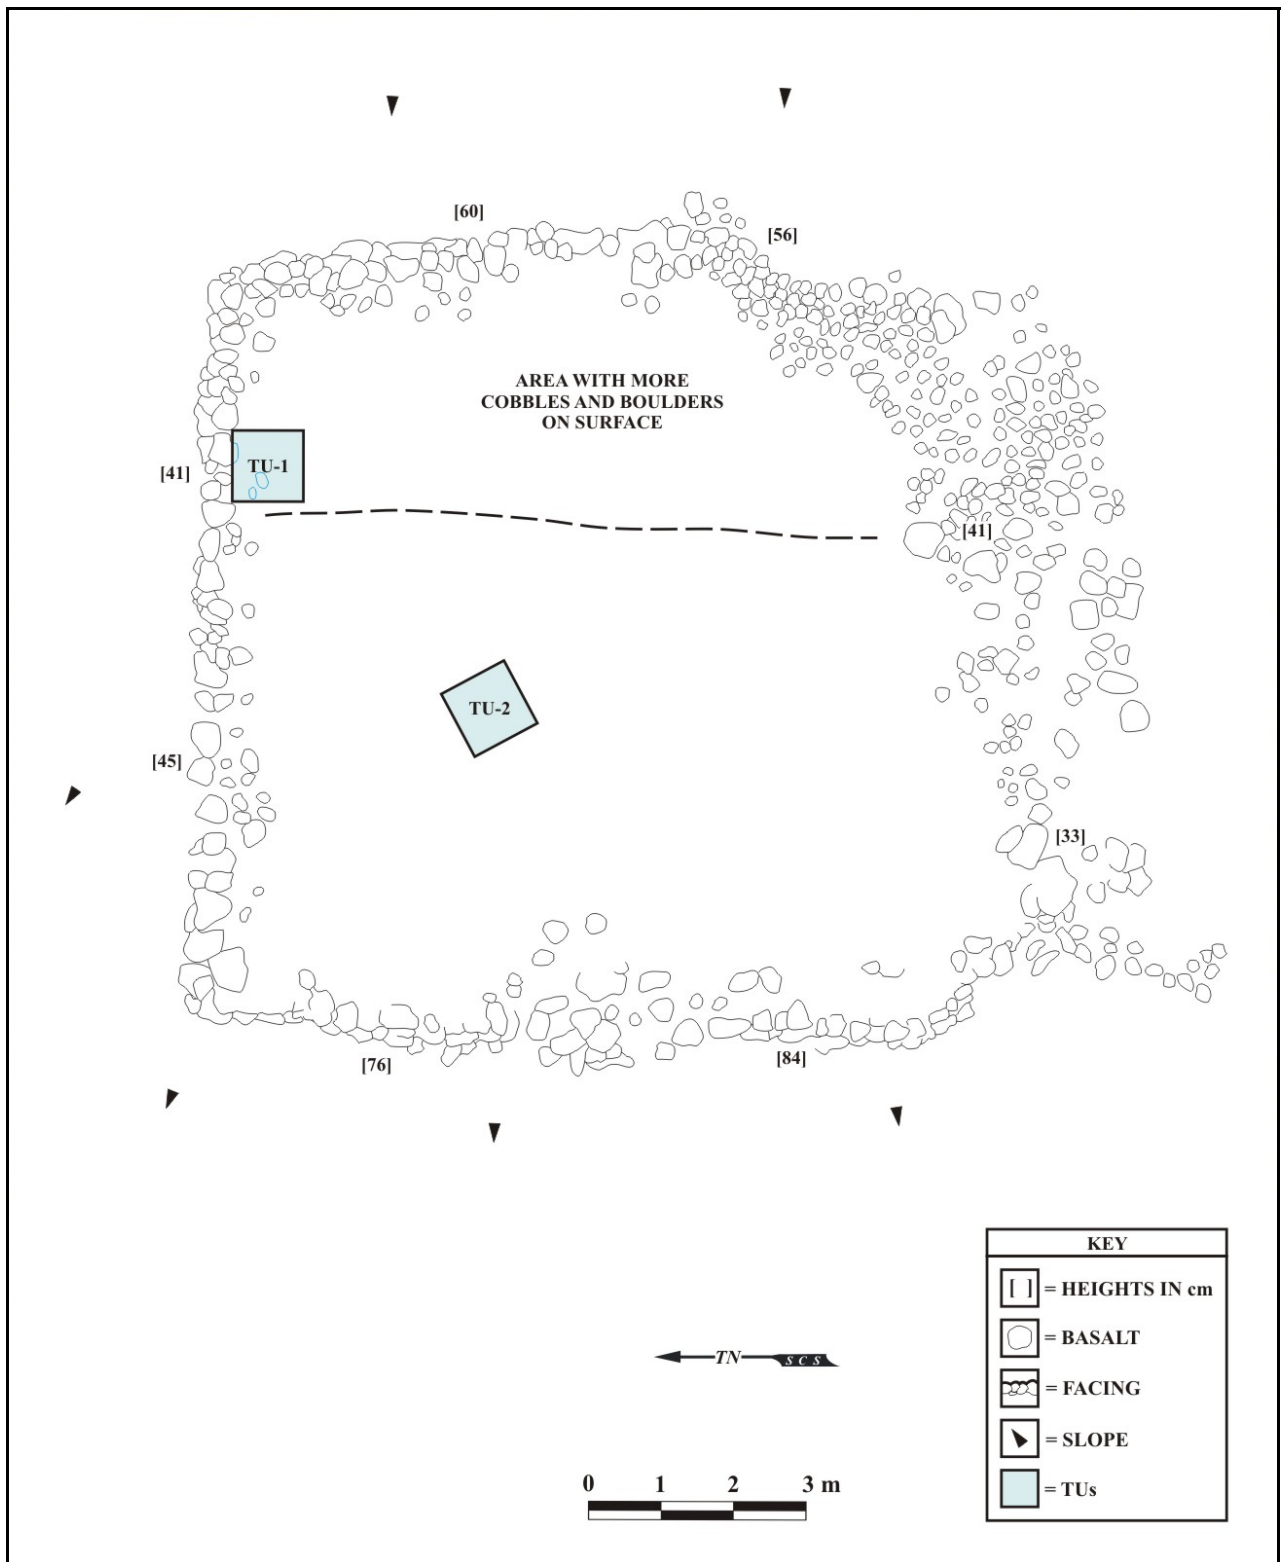 [60]
[56]
AREA WITH MORE
COBBLES AND BOULDERS
ON SURFACE
[41]
TU-1
[41]
TU-2
[45]
[33]
[76]
[84]
KEY
[ ] = HEIGHTS IN cm
= BASALT
= FACING
= SLOPE
= TUs
TN
SCS
0 1 2 3 m